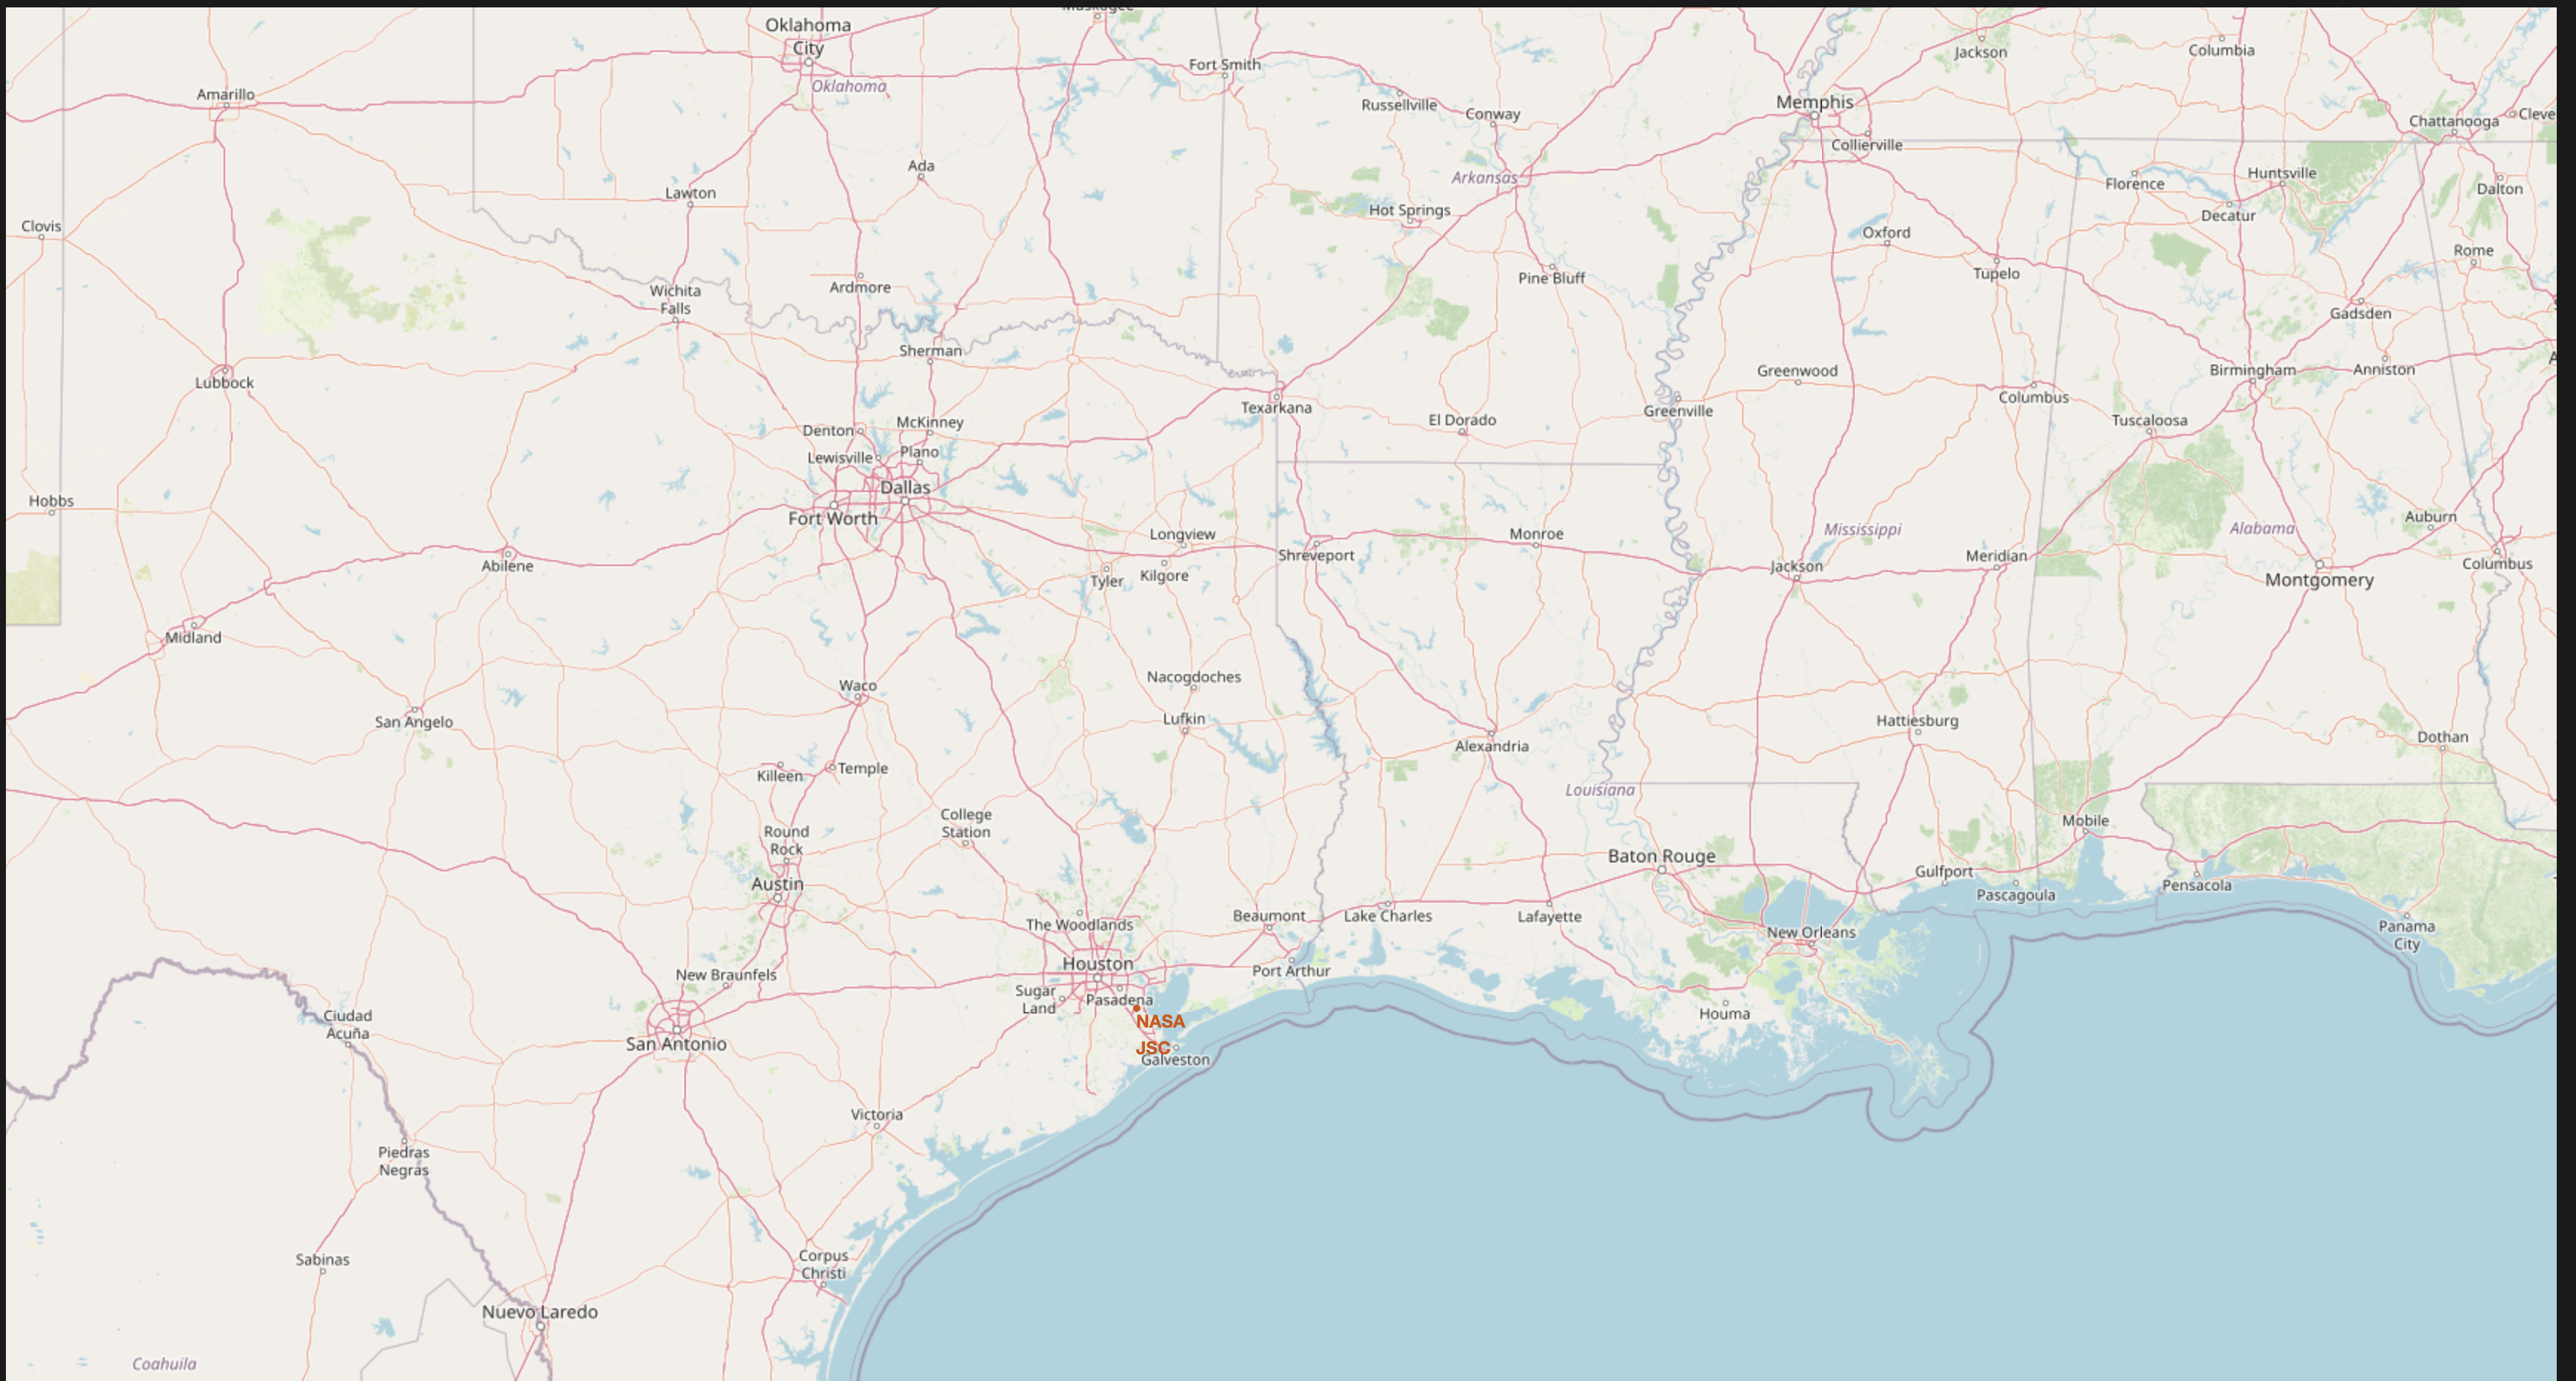 Muskogee
Oklahoma
City
Oklahoma
Fort Smith
Jackson
Columbia
Amarillo
Russellville
Conway
Memphis
Collierville
Chattanooga
Cleve
Ada
Lawton
Arkansas
Florence
Huntsville
Dalton
Hot Springs
Decatur
Clovis
Oxford
Rome
Tupelo
Pine Bluff
Ardmore
Wichita
Falls
Gadsden
Sherman
A
Lubbock
Greenwood
Birmingham
Anniston
Texarkana
Greenville
Columbus
El Dorado
Tuscaloosa
McKinney
Denton
Plano
Lewisville
Dallas
Hobbs
Fort Worth
Longview
Monroe
Mississippi
Alabama
Auburn
Shreveport
Meridian
Abilene
Jackson
Columbus
Kilgore
Tyler
Montgomery
Midland
Nacogdoches
Waco
Lufkin
San Angelo
Hattiesburg
Dothan
Alexandria
Killeen
Temple
Louisiana
College
Station
Mobile
Round
Rock
Baton Rouge
Austin
Gulfport
Pensacola
Pascagoula
The Woodlands
Beaumont
Lake Charles
Lafayette
New Orleans
Panama
City
Houston
Port Arthur
New Braunfels
Sugar
Land
Pasadena
NASA
JSC
Galveston
Houma
Ciudad
Acuña
San Antonio
Victoria
Piedras
Negras
Corpus
Christi
Sabinas
Nuevo Laredo
Coahuila